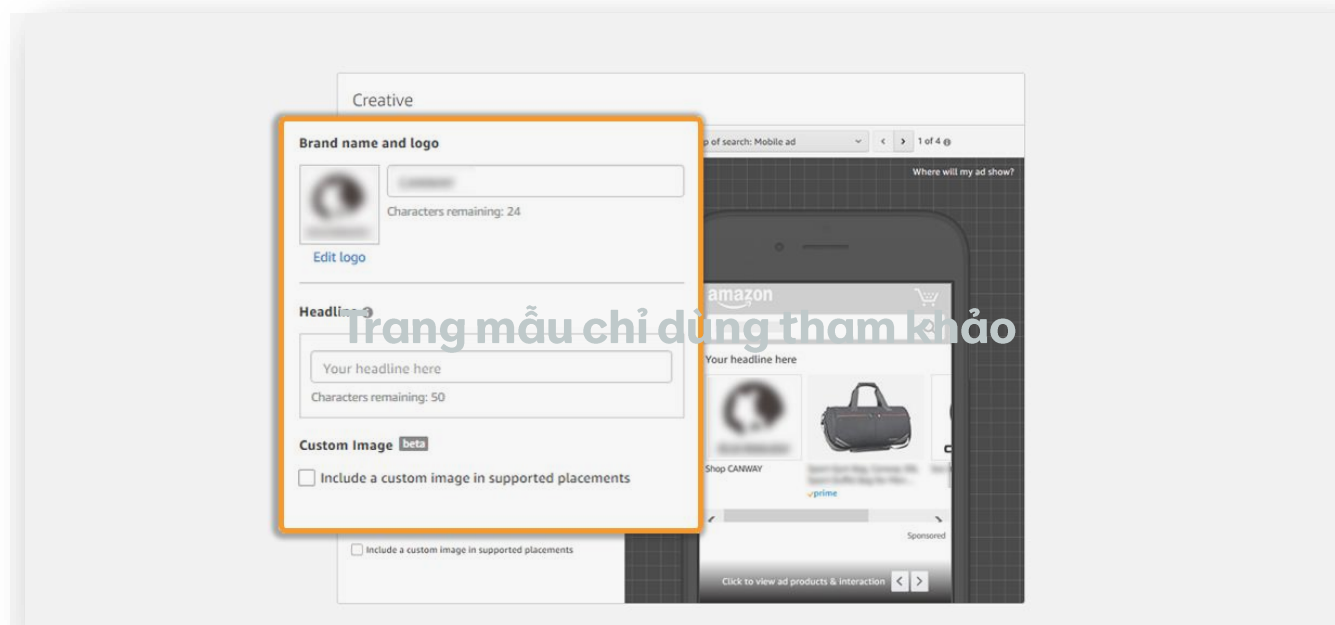 Creative
Brand name and logo
Characters remaining: 24
Edit logo
Headline
Your headline here
Characters remaining: 50
Custom Image beta
Include a custom image in supported placements
Include a custom image in supported placements
of search: Mobile ad
1 of 4
Where will my ad show?
amazon
Your headline here
Shop CANWAY
prime
Sponsored
Click to view ad products & interaction
Trang mẫu chỉ dùng tham khảo